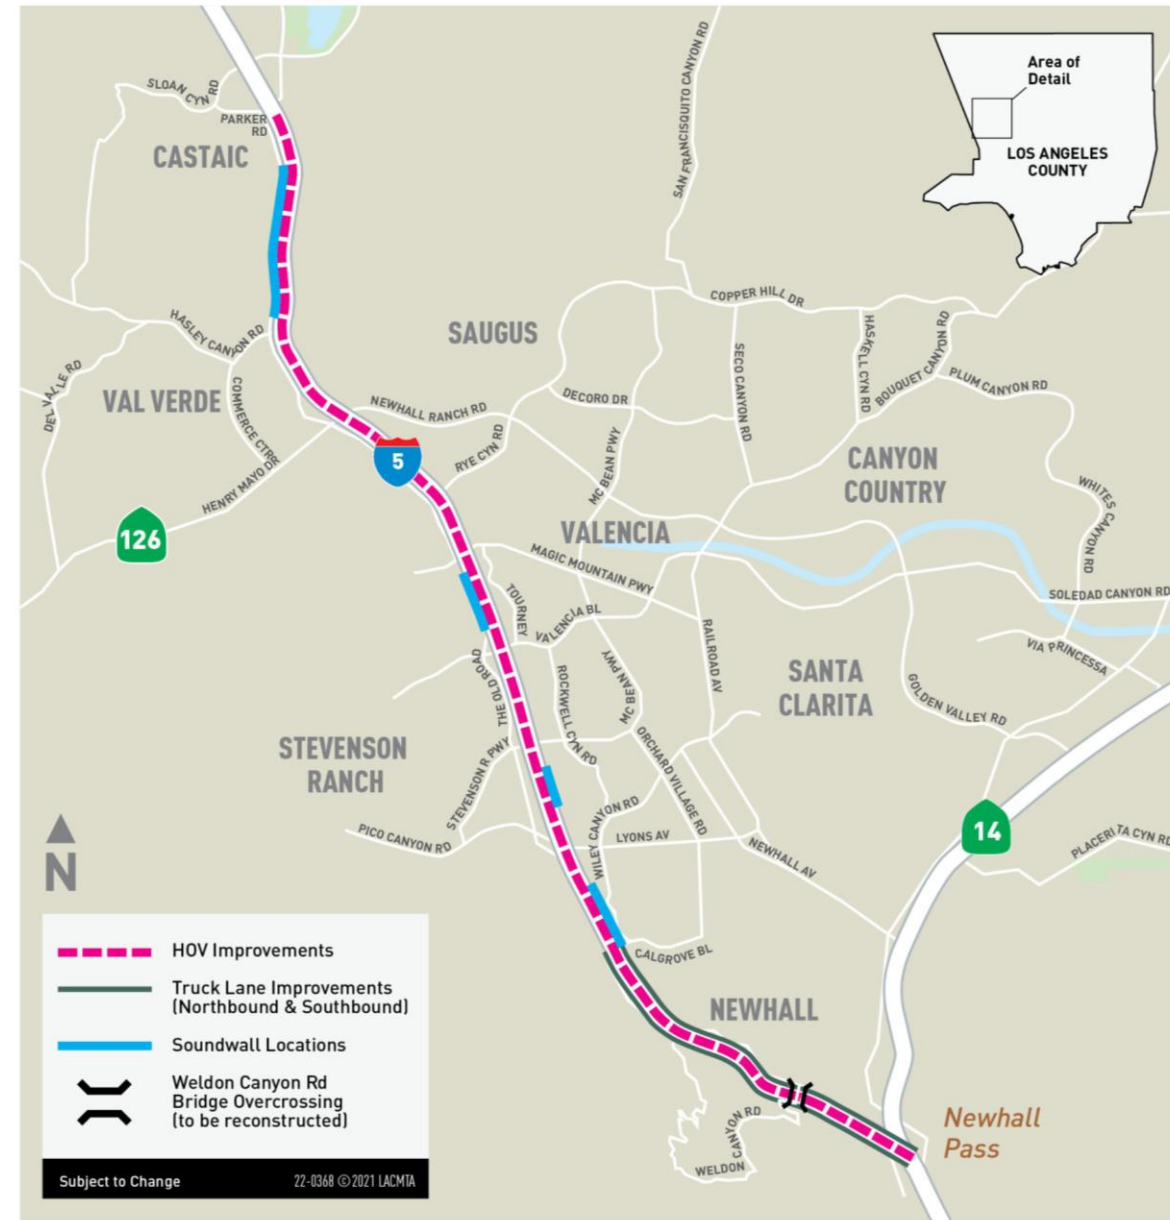 SLOAN CYN RD
PARKER
RD
CASTAIC
SAN FRANCISQUITO CANYON RD
Area of
Detail
LOS ANGELES
COUNTY
COPPER HILL DR
HASLEY CANYON RD
SAUGUS
SECO CANYON RD
HASKELL CYN RD
BOUQUET CANYON RD
PLUM CANYON RD
DEL VALLE RD
VAL VERDE
COMMERCE CTR
NEWHALL RANCH RD
DECORO DR
RYE CYN RD
5
MC BEAN PWY
CANYON
COUNTRY
HENRY MAYO DR
126
WHITES CANYON RD
VALENCIA
MAGIC MOUNTAIN PWY
SOLEDAD CANYON RD
TOURNEY
VALENCIA BL
RAILROAD AV
VIA PRINCESSA
THE OLD ROAD
ROCKWELL CYN RD
MC BEAN PWY
SANTA
CLARITA
GOLDEN VALLEY RD
STEVENSON
RANCH
STEVENSON R PWY
ORCHARD VILLAGE RD
WILEY CANYON RD
PICO CANYON RD
LYONS AV
NEWHALL AV
14
PLACERITA CYN RD
N
CALGROVE BL
NEWHALL
WELDON CANYON RD
Newhall
Pass
HOV Improvements
Truck Lane Improvements
(Northbound & Southbound)
Soundwall Locations
Weldon Canyon Rd
Bridge Overcrossing
(to be reconstructed)
Subject to Change
22-0368 ©2021 LACMTA